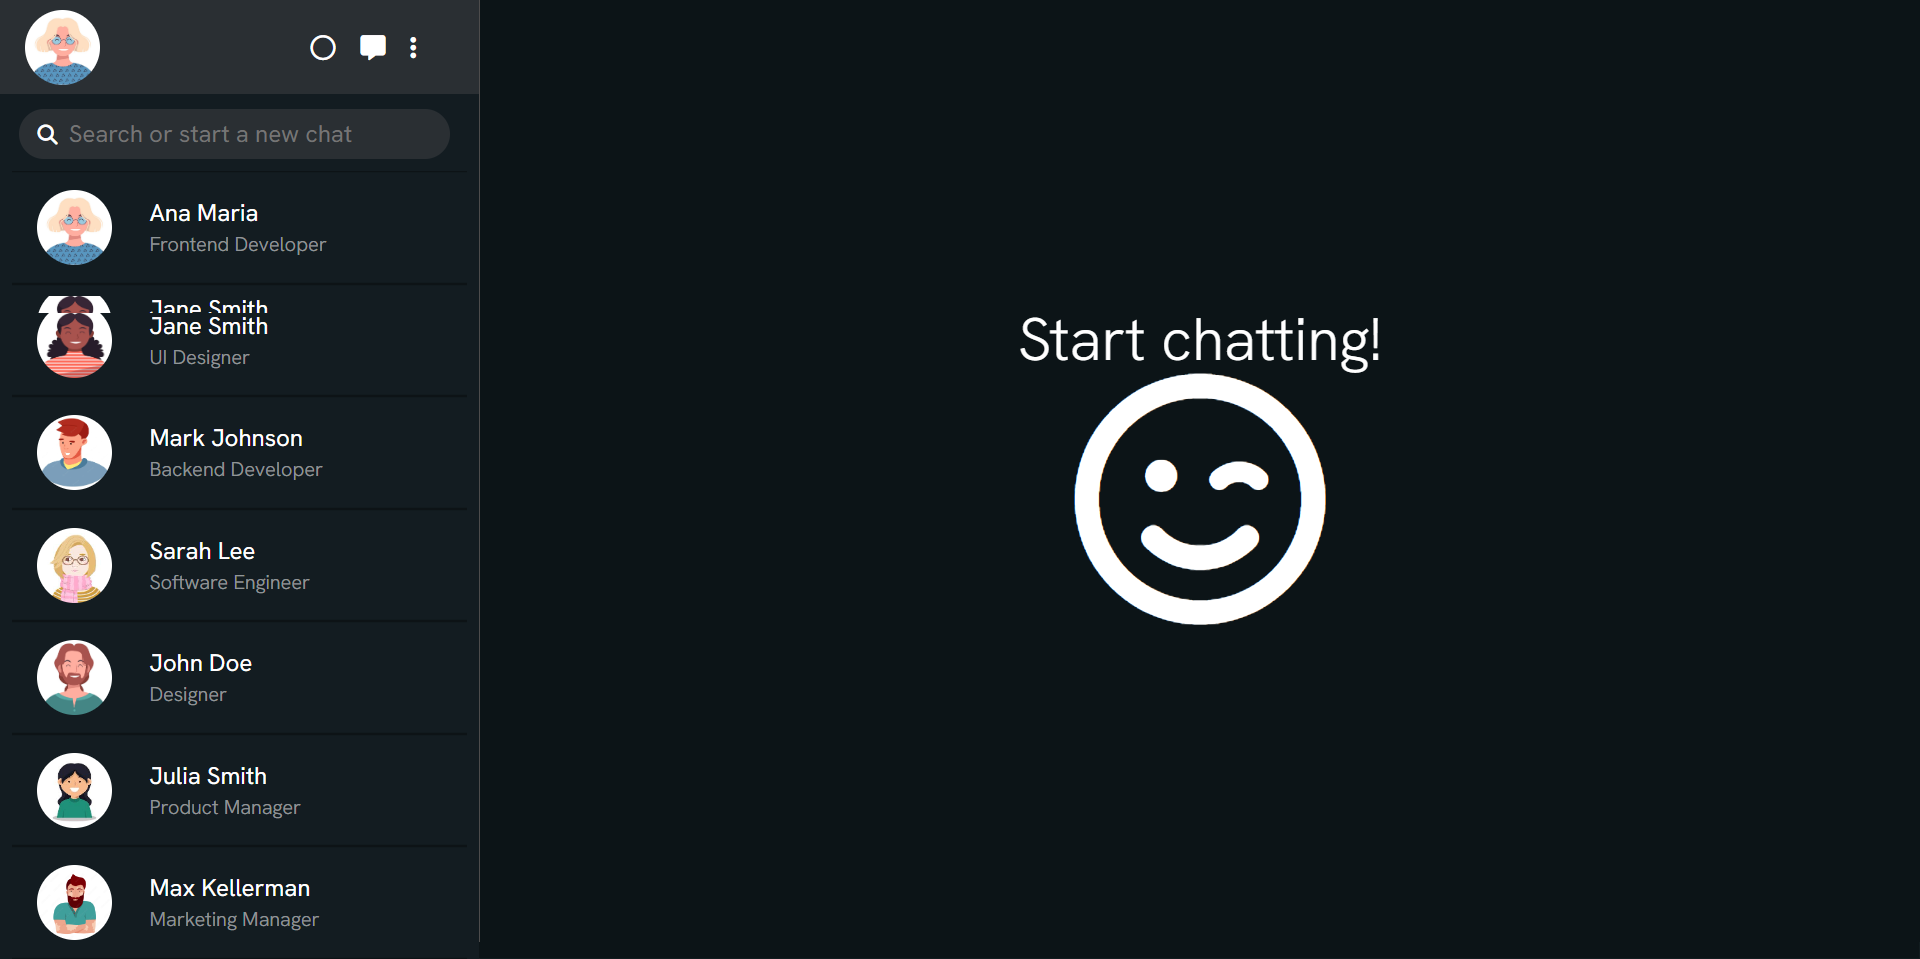 Search or start a new chat
Ana Maria
Frontend Developer
Jane Smith
Jane Smith
UI Designer
Mark Johnson
Backend Developer
Sarah Lee
Software Engineer
John Doe
Designer
Julia Smith
Product Manager
Max Kellerman
Marketing Manager
Start chatting!